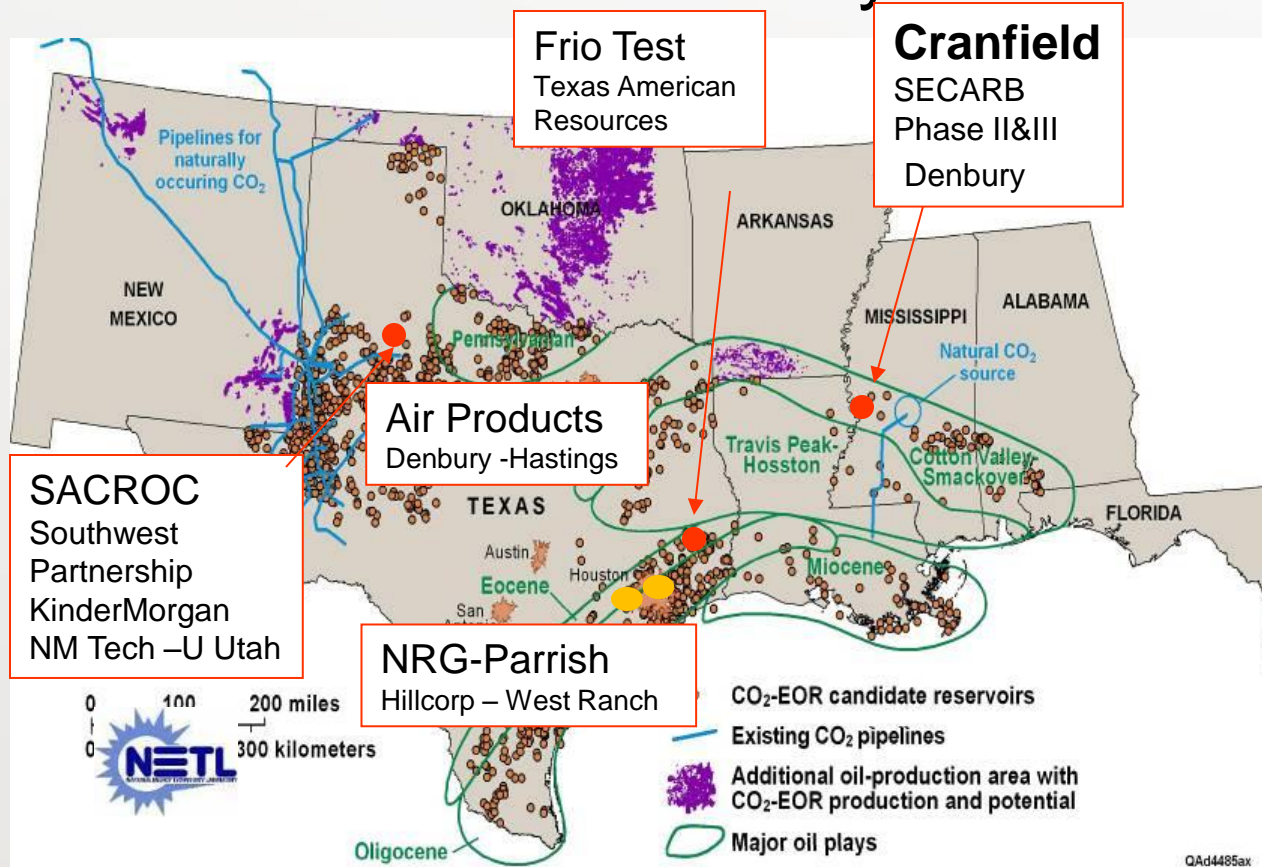 Frio Test
Texas American
Resources
Cranfield
SECARB
Phase II&III
Denbury
Pipelines for
naturally
occuring CO₂
OKLAHOMA
ARKANSAS
NEW
MEXICO
MISSISSIPPI
ALABAMA
Pennsylvanian
Natural CO₂
source
Air Products
Denbury -Hastings
Travis Peak-
Hosston
Cotton Valley-
Smackover
SACROC
Southwest
Partnership
KinderMorgan
NM Tech –U Utah
TEXAS
FLORIDA
Austin
Houston
Eocene
Miocene
San
NRG-Parrish
Hillcorp – West Ranch
0 100 200 miles
0 300 kilometers
NETL
CO₂-EOR candidate reservoirs
Existing CO₂ pipelines
Additional oil-production area with
CO₂-EOR production and potential
Major oil plays
Oligocene
QAd4485ax